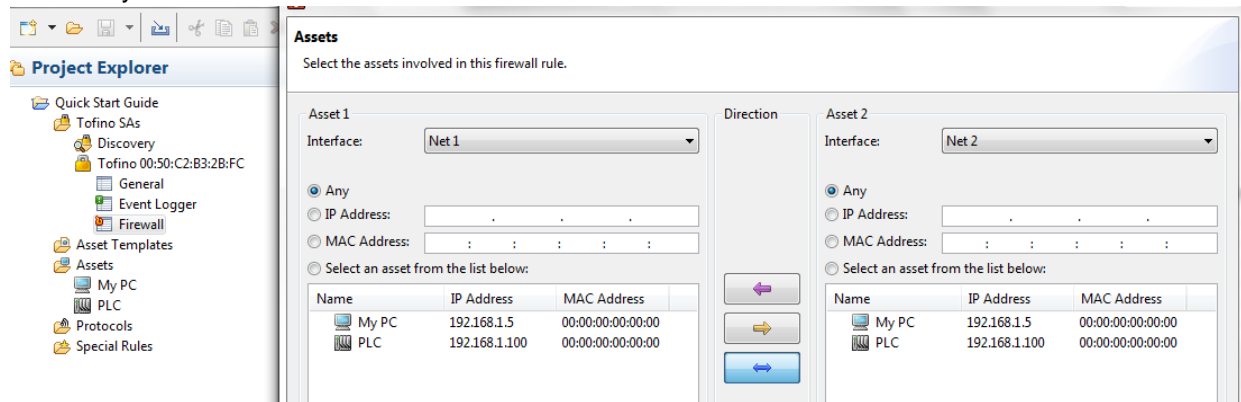 Project Explorer
Quick Start Guide
Tofino SAs
Discovery
Tofino 00:50:C2:B3:2B:FC
General
Event Logger
Firewall
Asset Templates
Assets
My PC
PLC
Protocols
Special Rules
Assets
Select the assets involved in this firewall rule.
Asset 1
Interface: Net 1
Any
IP Address: . . .
MAC Address: : : : : :
Select an asset from the list below:
Name IP Address MAC Address
My PC 192.168.1.5 00:00:00:00:00:00
PLC 192.168.1.100 00:00:00:00:00:00
Direction
Asset 2
Interface: Net 2
Any
IP Address: . . .
MAC Address: : : : : :
Select an asset from the list below:
Name IP Address MAC Address
My PC 192.168.1.5 00:00:00:00:00:00
PLC 192.168.1.100 00:00:00:00:00:00